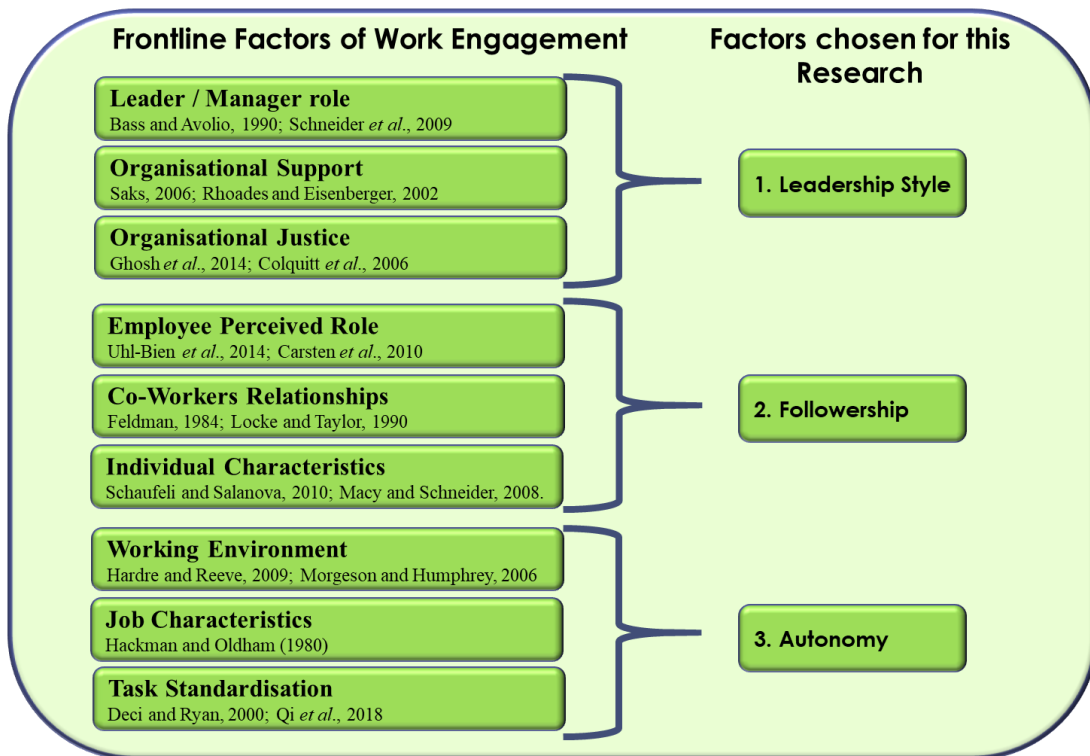 Frontline Factors of Work Engagement
Factors chosen for this
Research
Leader / Manager role
Bass and Avolio, 1990; Schneider et al., 2009
Organisational Support
Saks, 2006; Rhoades and Eisenberger, 2002
Organisational Justice
Ghosh et al., 2014; Colquitt et al., 2006
1. Leadership Style
Employee Perceived Role
Uhl-Bien et al., 2014; Carsten et al., 2010
Co-Workers Relationships
Feldman, 1984; Locke and Taylor, 1990
Individual Characteristics
Schaufeli and Salanova, 2010; Macy and Schneider, 2008.
2. Followership
Working Environment
Hardre and Reeve, 2009; Morgeson and Humphrey, 2006
Job Characteristics
Hackman and Oldham (1980)
Task Standardisation
Deci and Ryan, 2000; Qi et al., 2018
3. Autonomy